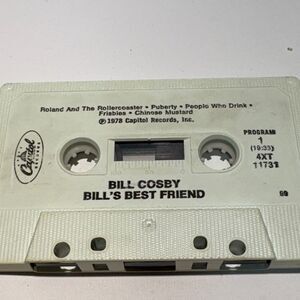 Roland And The Rollercoaster • Puberty • People Who Drink •
Frisbies • Chinese Mustard
℗1978 Capitol Records, Inc.
Capitol
PROGRAM
1
(19:33)
4XT
11731
BILL COSBY
BILL'S BEST FRIEND